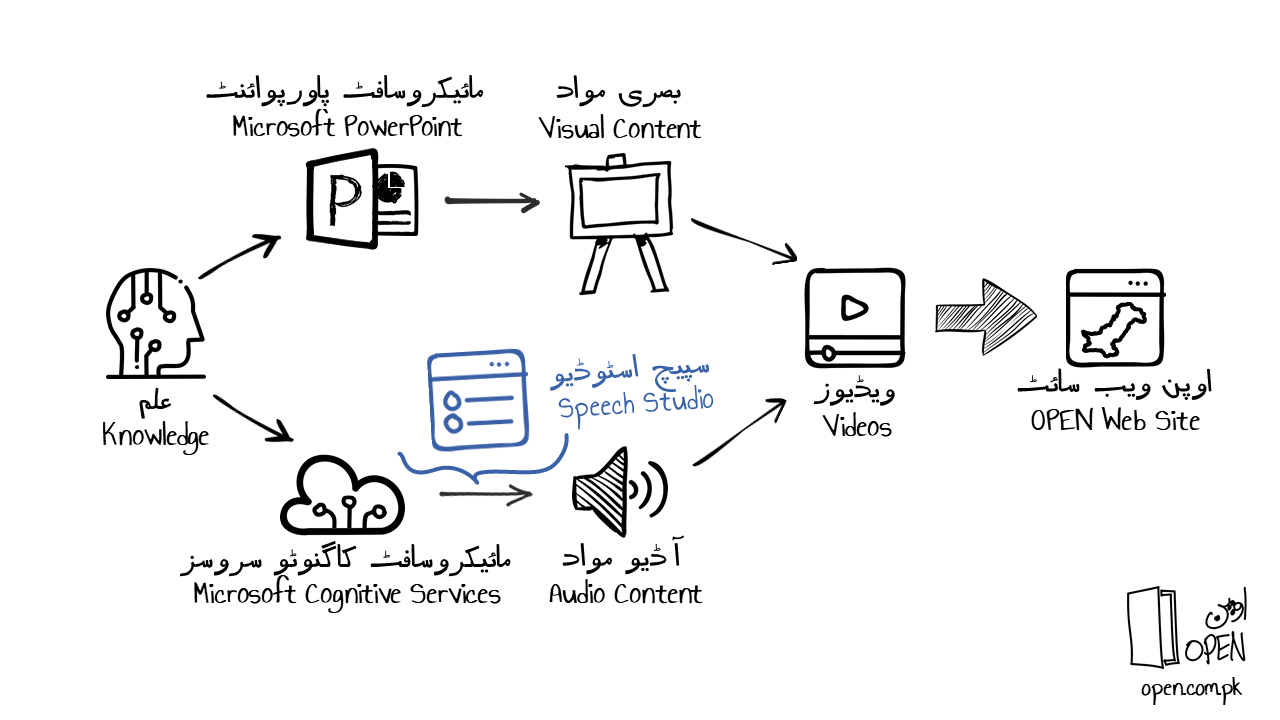 مائیکروسافٹ پاورپوائنٹ
Microsoft PowerPoint
بصری مواد
Visual Content
P
علم
Knowledge
سپیچ اسٹوڈیو
Speech Studio
ویڈیوز
Videos
اوپن ویب سائٹ
OPEN Web Site
مائیکروسافٹ کاگنوٹو سروسز
Microsoft Cognitive Services
آڈیو مواد
Audio Content
اوپن
OPEN
open.com.pk